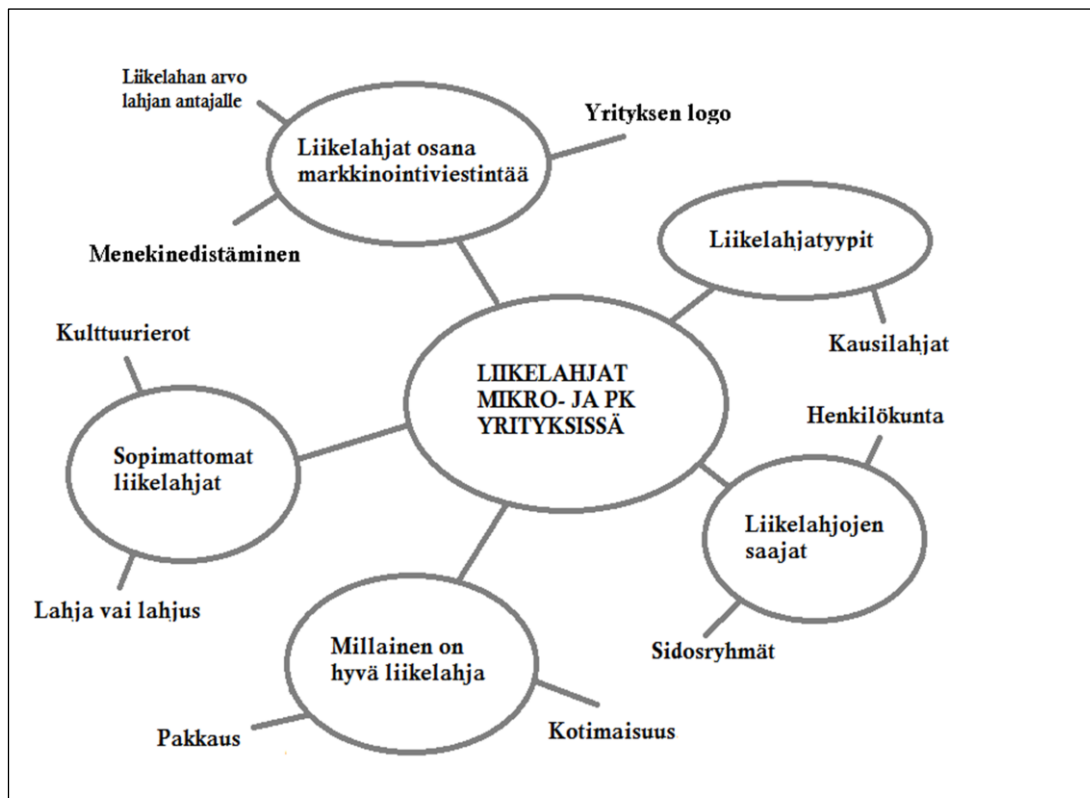 Liikelahan arvo
lahjan antajalle
Yrityksen logo
Liikelahjat osana
markkinointiviestintää
Menekinedistäminen
Liikelahjatyypit
Kausilahjat
Kulttuurierot
LIIKELAHJAT
MIKRO- JA PK
YRITYKSISSÄ
Henkilökunta
Sopimattomat
liikelahjat
Liikelahjojen
saajat
Lahja vai lahjus
Sidosryhmät
Millainen on
hyvä liikelahja
Pakkaus
Kotimaisuus